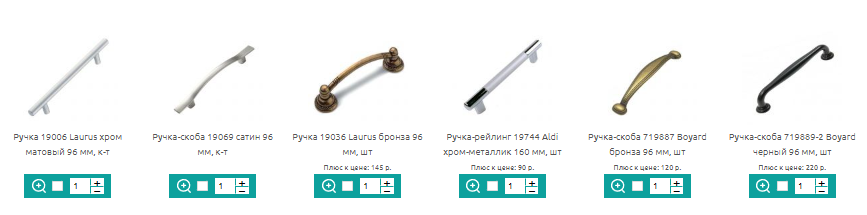 Ручка 19006 Laurus хром
матовый 96 мм, к-т
1
Ручка-скоба 19069 сатин 96
мм, к-т
1
Ручка 19036 Laurus бронза 96
мм, шт
Плюс к цене: 145 р.
1
Ручка-рейлинг 19744 Aldi
хром-металлик 160 мм, шт
Плюс к цене: 90 р.
1
Ручка-скоба 719887 Boyard
бронза 96 мм, шт
Плюс к цене: 120 р.
1
Ручка-скоба 719889-2 Boyard
черный 96 мм, шт
Плюс к цене: 220 р.
1